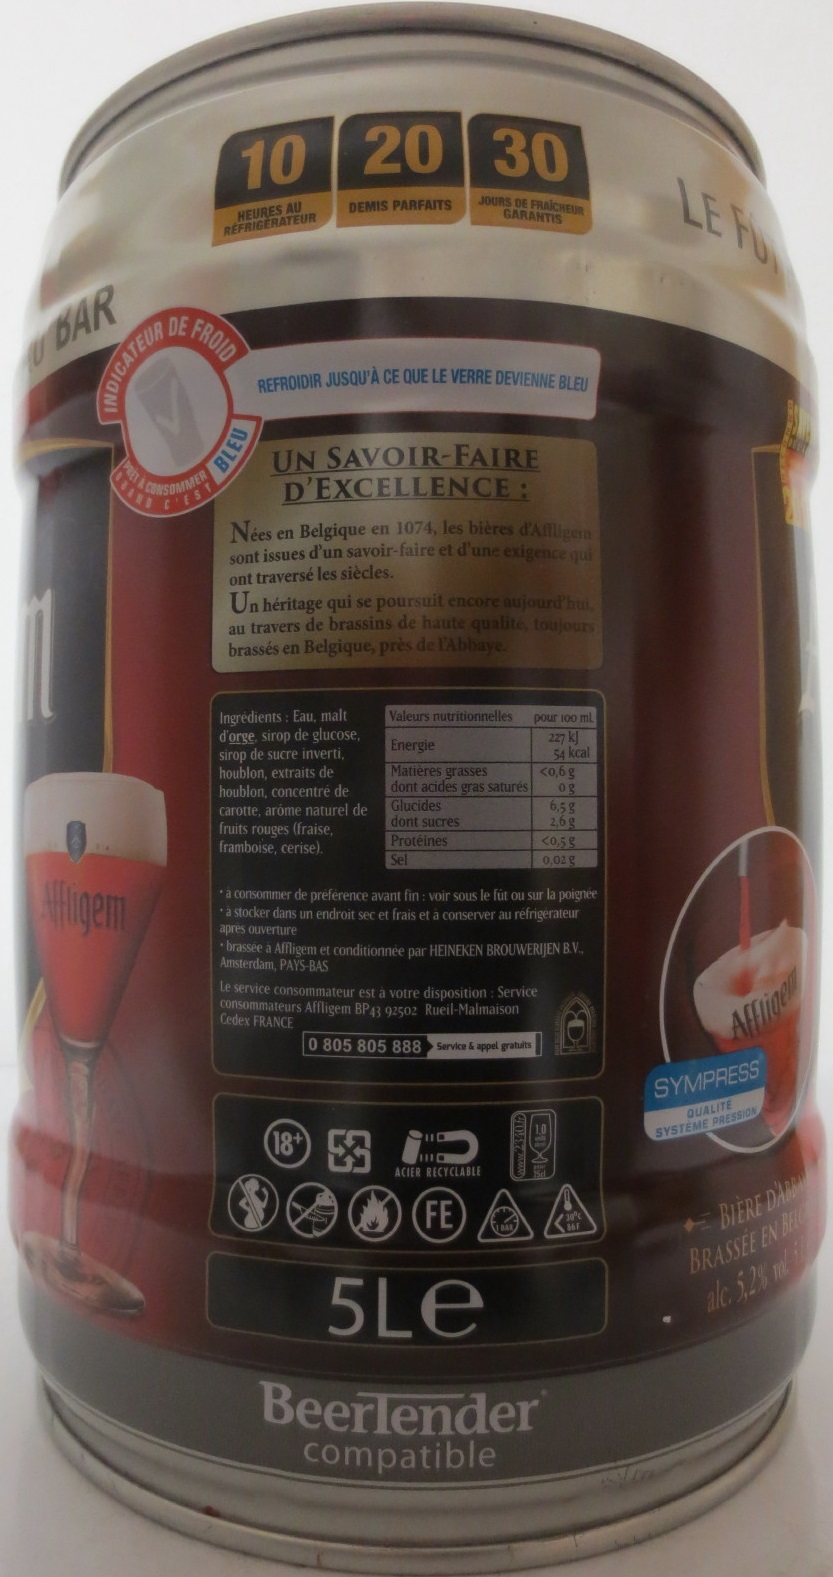 10
HEURES AU
RÉFRIGÉRATEUR
20
DEMIS PARFAITS
30
JOURS DE FRAÎCHEUR
GARANTIS
LE FÛT
BAR
INDICATEUR DE FROID
PRÊT À CONSOMMER
QUAND C'EST
BLEU
REFROIDIR JUSQU'À CE QUE LE VERRE DEVIENNE BLEU
UN SAVOIR-FAIRE
D'EXCELLENCE :
Nées en Belgique en 1074, les bières d'Affligem
sont issues d'un savoir-faire et d'une exigence qui
ont traversé les siècles.
Un héritage qui se poursuit encore aujourd'hui,
au travers de brassins de haute qualité, toujours
brassés en Belgique, près de l'Abbaye.
Ingrédients : Eau, malt
d'orge, sirop de glucose,
sirop de sucre inverti,
houblon, extraits de
houblon, concentré de
carotte, arôme naturel de
fruits rouges (fraise,
framboise, cerise).
Valeurs nutritionnelles pour 100 mL
Energie 227 kJ
54 kcal
Matières grasses <0,6 g
dont acides gras saturés 0 g
Glucides 6,5 g
dont sucres 2,6 g
Protéines <0,5 g
Sel 0,02 g
• à consommer de préférence avant fin : voir sous le fût ou sur la poignée
• à stocker dans un endroit sec et frais et à conserver au réfrigérateur
après ouverture
• brassée à Affligem et conditionnée par HEINEKEN BROUWERIJEN B.V.,
Amsterdam, PAYS-BAS
Le service consommateur est à votre disposition : Service
consommateurs Affligem BP43 92502 Rueil-Malmaison
Cedex FRANCE
0 805 805 888 Service & appel gratuits
Affligem
Affligem
SYMPRESS
QUALITÉ
SYSTÈME PRESSION
18+
ACIER RECYCLABLE
1.0
FE
1 BAR
<30°C
86F
BIÈRE D'ABBA
BRASSÉE EN BELG
alc. 5,2% vol.
5L e
BeerTender
compatible